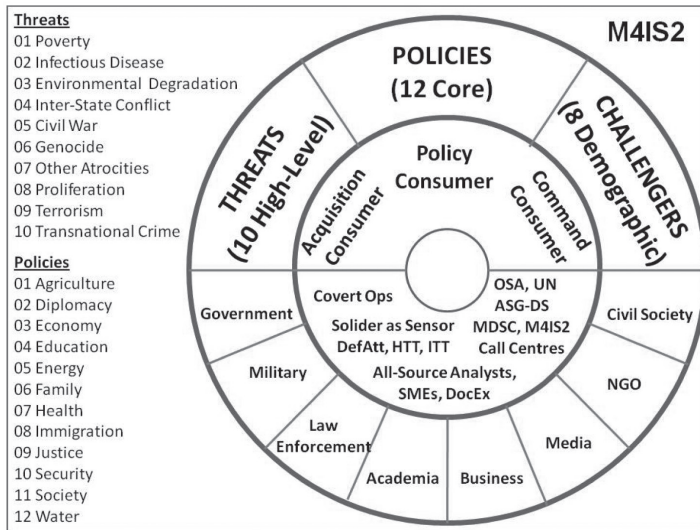 Threats
01 Poverty
02 Infectious Disease
03 Environmental Degradation
04 Inter-State Conflict
05 Civil War
06 Genocide
07 Other Atrocities
08 Proliferation
09 Terrorism
10 Transnational Crime
Policies
01 Agriculture
02 Diplomacy
03 Economy
04 Education
05 Energy
06 Family
07 Health
08 Immigration
09 Justice
10 Security
11 Society
12 Water
M4IS2
POLICIES
(12 Core)
THREATS
(10 High-Level)
CHALLENGERS
(8 Demographic)
Policy
Consumer
Acquisition
Consumer
Command
Consumer
Covert Ops
Solider as Sensor
DefAtt, HTT, ITT
OSA, UN
ASG-DS
MDSC, M4IS2
Call Centres
All-Source Analysts,
SMEs, DocEx
Government
Military
Law
Enforcement
Academia
Business
Media
NGO
Civil Society